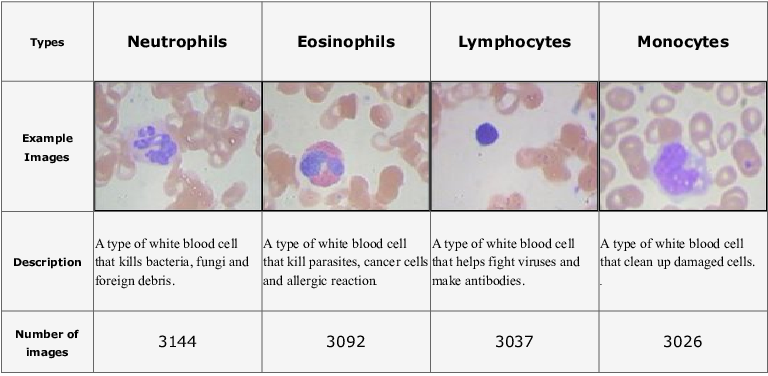 Types Neutrophils Eosinophils Lymphocytes Monocytes
Example
Images
Description
A type of white blood cell
that kills bacteria, fungi and
foreign debris.
A type of white blood cell
that kill parasites, cancer cells
and allergic reaction.
A type of white blood cell
that helps fight viruses and
make antibodies.
A type of white blood cell
that clean up damaged cells.
.
Number of
images
3144 3092 3037 3026